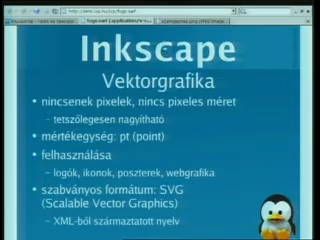 Inkscape
Vektorgrafika
• nincsenek pixelek, nincs pixeles méret
– tetszőlegesen nagyítható
• mértékegység: pt (point)
• felhasználása
– logók, ikonok, poszterek, webgrafika
• szabványos formátum: SVG
(Scalable Vector Graphics)
– XML-ből származtatott nyelv